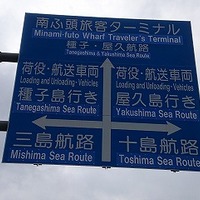 南ふ頭旅客ターミナル
Minami-futo Wharf Traveler's Terminal
種子・屋久航路
Tanegashima Yakushima Sea Route
荷役・航送車両
Loading and Unloading・Vehicles
種子島行き
Tanegashima Sea Route
荷役・航送車両
Loading and Unloading・Vehicles
屋久島行き
Yakushima Sea Route
三島航路
Mishima Sea Route
十島航路
Toshima Sea Route